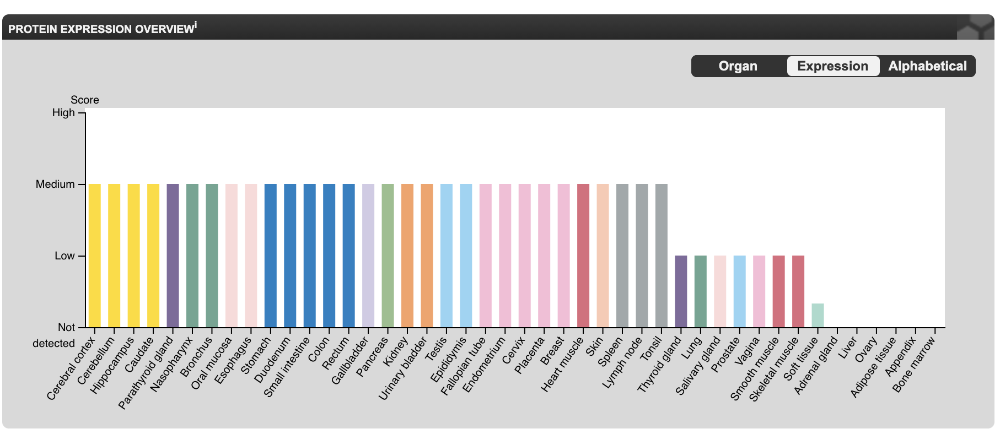 PROTEIN EXPRESSION OVERVIEWi
Organ Expression Alphabetical
Score
High
Medium
Low
Not
detected
Cerebral cortex
Cerebellum
Hippocampus
Caudate
Parathyroid gland
Nasopharynx
Bronchus
Oral mucosa
Esophagus
Stomach
Duodenum
Small intestine
Colon
Rectum
Gallbladder
Pancreas
Kidney
Urinary bladder
Testis
Epididymis
Fallopian tube
Endometrium
Cervix
Placenta
Breast
Heart muscle
Skin
Spleen
Lymph node
Tonsil
Thyroid gland
Lung
Salivary gland
Prostate
Vagina
Smooth muscle
Skeletal muscle
Soft tissue
Adrenal gland
Liver
Ovary
Adipose tissue
Appendix
Bone marrow